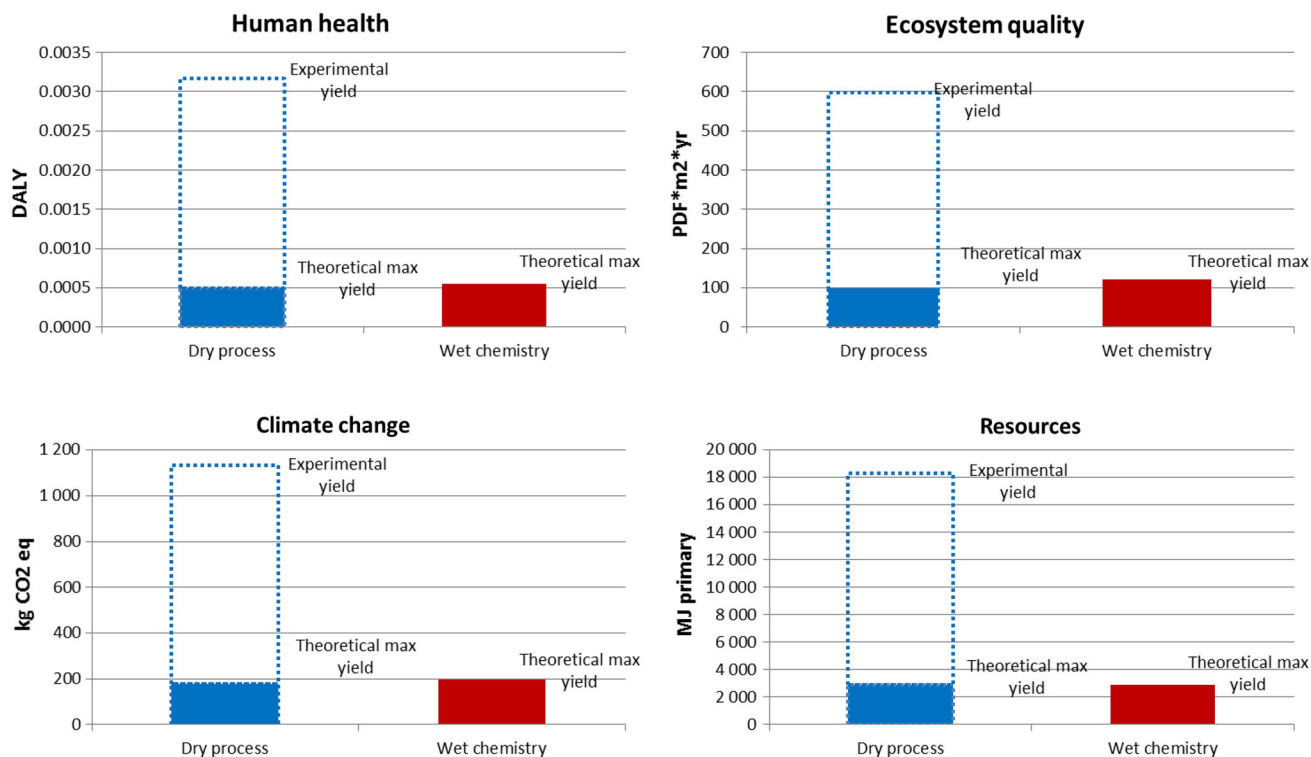 Human health
DALY
0.0035
0.0030
0.0025
0.0020
0.0015
0.0010
0.0005
0.0000
Experimental
yield
Theoretical max
yield
Theoretical max
yield
Dry process
Wet chemistry
Ecosystem quality
PDF*m2*yr
700
600
500
400
300
200
100
0
Experimental
yield
Theoretical max
yield
Theoretical max
yield
Dry process
Wet chemistry
Climate change
kg CO2 eq
1 200
1 000
800
600
400
200
0
Experimental
yield
Theoretical max
yield
Theoretical max
yield
Dry process
Wet chemistry
Resources
MJ primary
20 000
18 000
16 000
14 000
12 000
10 000
8 000
6 000
4 000
2 000
0
Experimental
yield
Theoretical max
yield
Theoretical max
yield
Dry process
Wet chemistry